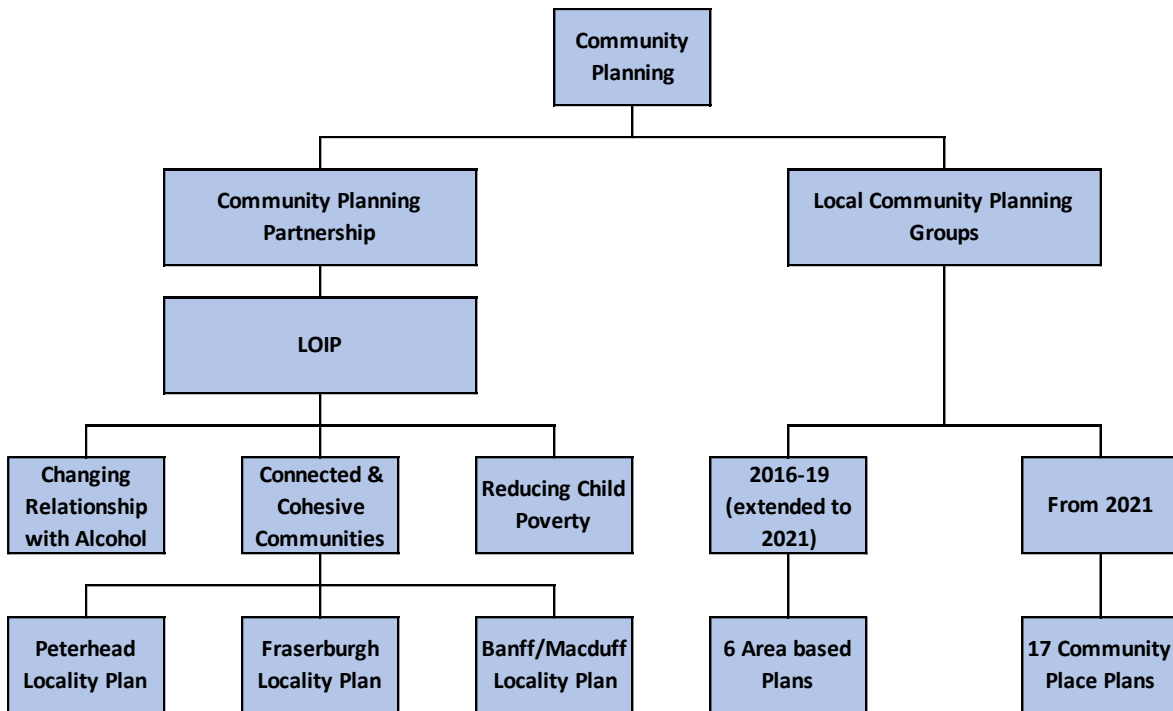 Community
Planning
Community Planning
Partnership
Local Community Planning
Groups
LOIP
Changing
Relationship
with Alcohol
Connected &
Cohesive
Communities
Reducing Child
Poverty
2016-19
(extended to
2021)
From 2021
Peterhead
Locality Plan
Fraserburgh
Locality Plan
Banff/Macduff
Locality Plan
6 Area based
Plans
17 Community
Place Plans